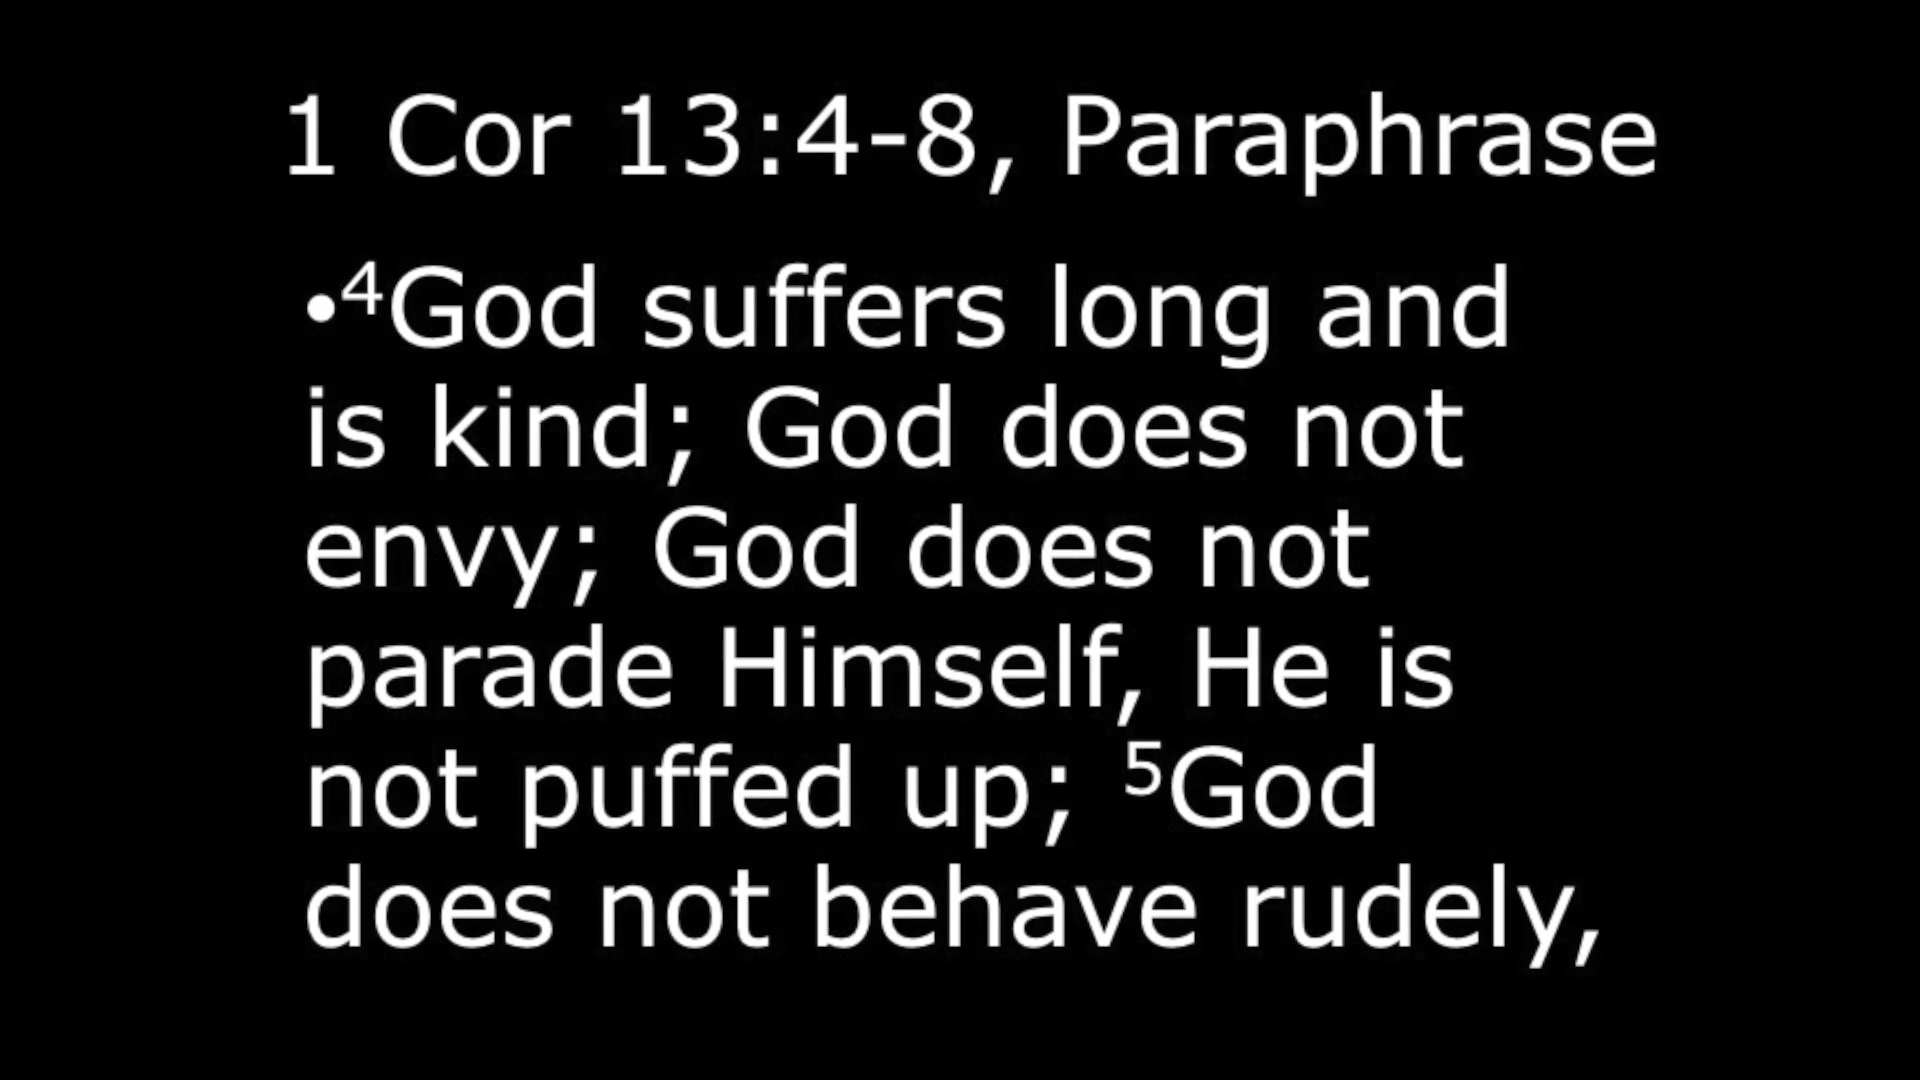 1 Cor 13:4-8, Paraphrase
•⁴God suffers long and
is kind; God does not
envy; God does not
parade Himself, He is
not puffed up; ⁵God
does not behave rudely,